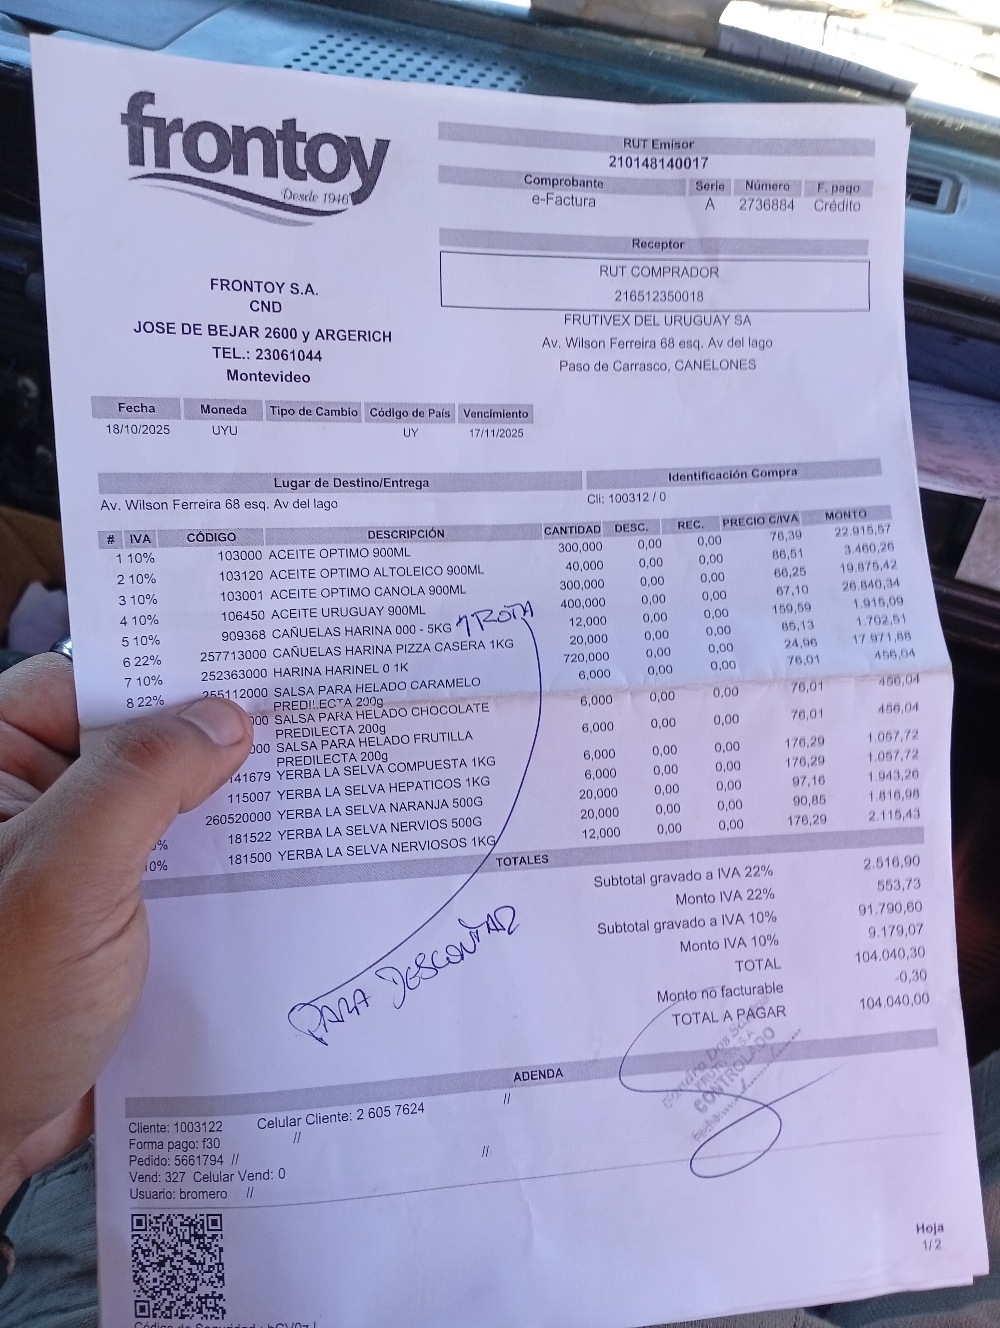 frontoy
Desde 1946
RUT Emisor
210148140017
Comprobante Serie Número F. pago
e-Factura A 2736884 Crédito
Receptor
RUT COMPRADOR
216512350018
FRUTIVEX DEL URUGUAY SA
Av. Wilson Ferreira 68 esq. Av del lago
Paso de Carrasco, CANELONES
FRONTOY S.A.
CND
JOSE DE BEJAR 2600 y ARGERICH
TEL.: 23061044
Montevideo
Fecha Moneda Tipo de Cambio Código de País Vencimiento
18/10/2025 UYU UY 17/11/2025
Lugar de Destino/Entrega Identificación Compra
Av. Wilson Ferreira 68 esq. Av del lago Cli: 100312 / 0
# IVA CÓDIGO DESCRIPCIÓN CANTIDAD DESC. REC. PRECIO C/IVA MONTO
1 10% 103000 ACEITE OPTIMO 900ML 300,000 0,00 0,00 76,39 22.915,57
2 10% 103120 ACEITE OPTIMO ALTOLEICO 900ML 40,000 0,00 0,00 86,51 3.460,26
3 10% 103001 ACEITE OPTIMO CANOLA 900ML 300,000 0,00 0,00 66,25 19.875,42
4 10% 106450 ACEITE URUGUAY 900ML 400,000 0,00 0,00 67,10 26.840,34
5 10% 909368 CAÑUELAS HARINA 000 - 5KG 1 ROTA 12,000 0,00 0,00 159,59 1.915,09
6 22% 257713000 CAÑUELAS HARINA PIZZA CASERA 1KG 20,000 0,00 0,00 85,13 1.702,51
7 10% 252363000 HARINA HARINEL 0 1K 720,000 0,00 0,00 24,96 17.971,88
8 22% 255112000 SALSA PARA HELADO CARAMELO 6,000 0,00 0,00 76,01 456,04
PREDILECTA 200g
000 SALSA PARA HELADO CHOCOLATE 6,000 0,00 0,00 76,01 456,04
PREDILECTA 200g
000 SALSA PARA HELADO FRUTILLA 6,000 0,00 0,00 76,01 456,04
PREDILECTA 200g
141679 YERBA LA SELVA COMPUESTA 1KG 6,000 0,00 0,00 176,29 1.057,72
115007 YERBA LA SELVA HEPATICOS 1KG 6,000 0,00 0,00 176,29 1.057,72
260520000 YERBA LA SELVA NARANJA 500G 20,000 0,00 0,00 97,16 1.943,26
% 181522 YERBA LA SELVA NERVIOS 500G 20,000 0,00 0,00 90,85 1.816,98
10% 181500 YERBA LA SELVA NERVIOSOS 1KG 12,000 0,00 0,00 176,29 2.115,43
TOTALES
Subtotal gravado a IVA 22% 2.516,90
Monto IVA 22% 553,73
Subtotal gravado a IVA 10% 91.790,60
Monto IVA 10% 9.179,07
TOTAL 104.040,30
Monto no facturable -0,30
TOTAL A PAGAR 104.040,00
PARA DESCONTAR
CONTROLADO
Fecha:
ADENDA
Cliente: 1003122 Celular Cliente: 2 605 7624 //
Forma pago: f30 //
Pedido: 5661794 // //
Vend: 327 Celular Vend: 0
Usuario: bromero //
Hoja
1/2